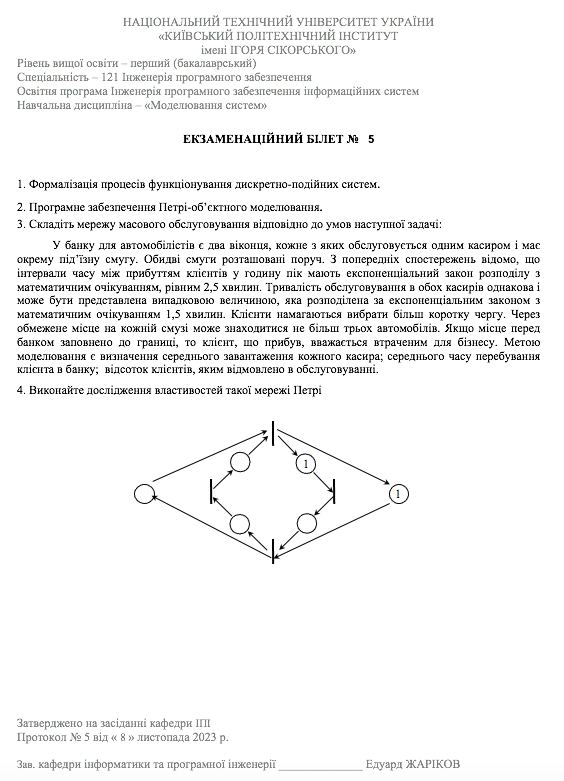 НАЦІОНАЛЬНИЙ ТЕХНІЧНИЙ УНІВЕРСИТЕТ УКРАЇНИ
«КИЇВСЬКИЙ ПОЛІТЕХНІЧНИЙ ІНСТИТУТ
імені ІГОРЯ СІКОРСЬКОГО»
Рівень вищої освіти – перший (бакалаврський)
Спеціальність – 121 Інженерія програмного забезпечення
Освітня програма Інженерія програмного забезпечення інформаційних систем
Навчальна дисципліна – «Моделювання систем»
ЕКЗАМЕНАЦІЙНИЙ БІЛЕТ № 5
1. Формалізація процесів функціонування дискретно-подійних систем.
2. Програмне забезпечення Петрі-об’єктного моделювання.
3. Складіть мережу масового обслуговування відповідно до умов наступної задачі:
У банку для автомобілістів є два віконця, кожне з яких обслуговується одним касиром і має
окрему під’їзну смугу. Обидві смуги розташовані поруч. З попередніх спостережень відомо, що
інтервали часу між прибуттям клієнтів у годину пік мають експоненціальний закон розподілу з
математичним очікуванням, рівним 2,5 хвилин. Тривалість обслуговування в обох касирів однакова і
може бути представлена випадковою величиною, яка розподілена за експоненціальним законом з
математичним очікуванням 1,5 хвилин. Клієнти намагаються вибрати більш коротку чергу. Через
обмежене місце на кожній смузі може знаходитися не більш трьох автомобілів. Якщо місце перед
банком заповнено до границі, то клієнт, що прибув, вважається втраченим для бізнесу. Метою
моделювання є визначення середнього завантаження кожного касира; середнього часу перебування
клієнта в банку; відсоток клієнтів, яким відмовлено в обслуговуванні.
4. Виконайте дослідження властивостей такої мережі Петрі
1
1
Затверджено на засіданні кафедри ІПІ
Протокол № 5 від « 8 » листопада 2023 р.
Зав. кафедри інформатики та програмної інженерії ________________ Едуард ЖАРІКОВ